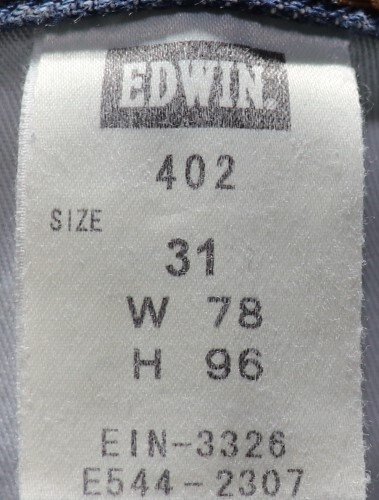 EDWIN.
402
SIZE
31
W 78
H 96
EIN-3326
E544-2307